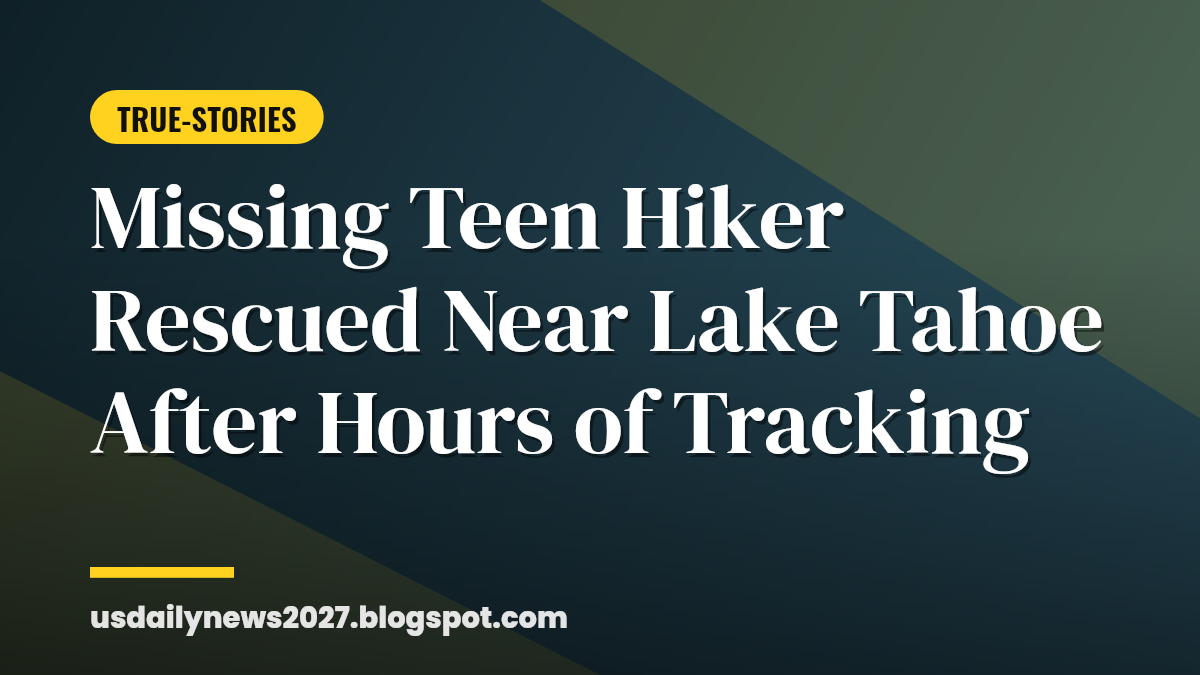 TRUE-STORIES
Missing Teen Hiker
Rescued Near Lake Tahoe
After Hours of Tracking
usdailynews2027.blogspot.com